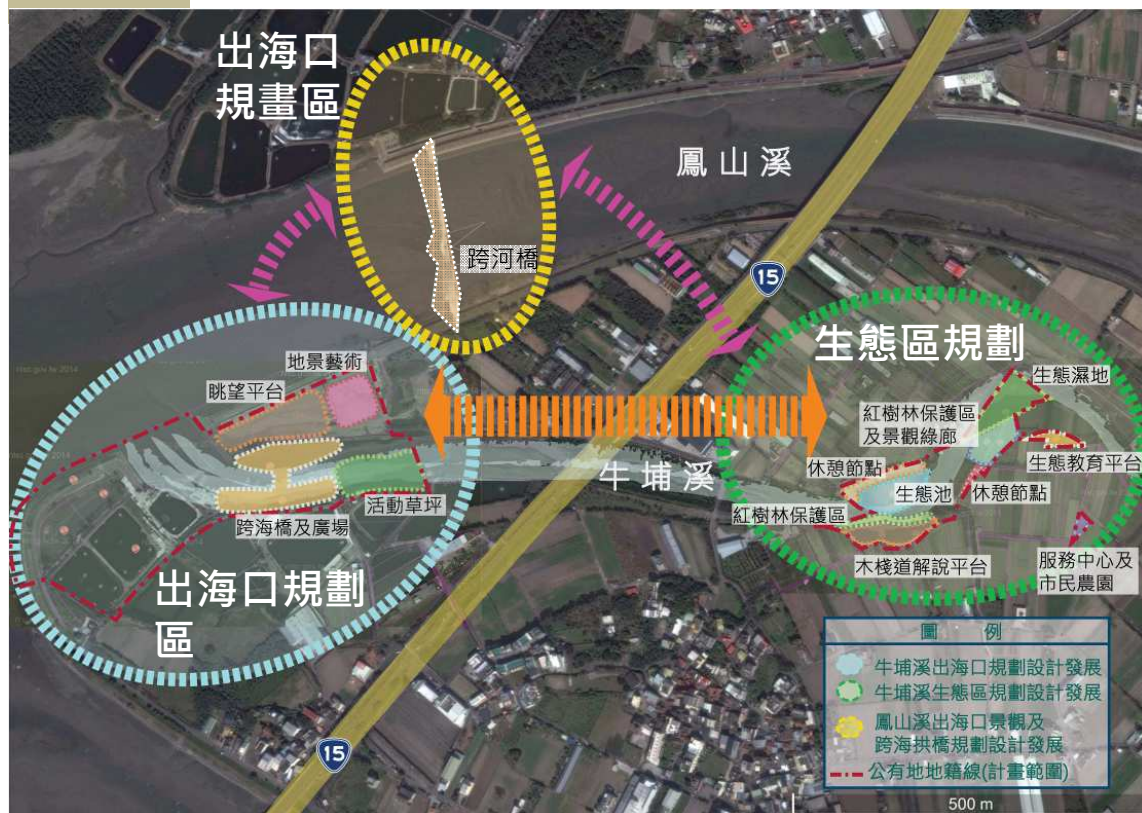 出海口
規畫區
鳳山溪
跨河橋
15
生態區規劃
生態濕地
地景藝術
眺望平台
紅樹林保護區
及景觀綠廊
生態教育平台
休憩節點
牛埔溪
生態池
休憩節點
活動草坪
紅樹林保護區
跨海橋及廣場
木棧道解說平台
服務中心及
市民農園
出海口規劃
區
15
圖 例
牛埔溪出海口規劃設計發展
牛埔溪生態區規劃設計發展
鳳山溪出海口景觀及
跨海拱橋規劃設計發展
公有地地籍線(計畫範圍)
500 m